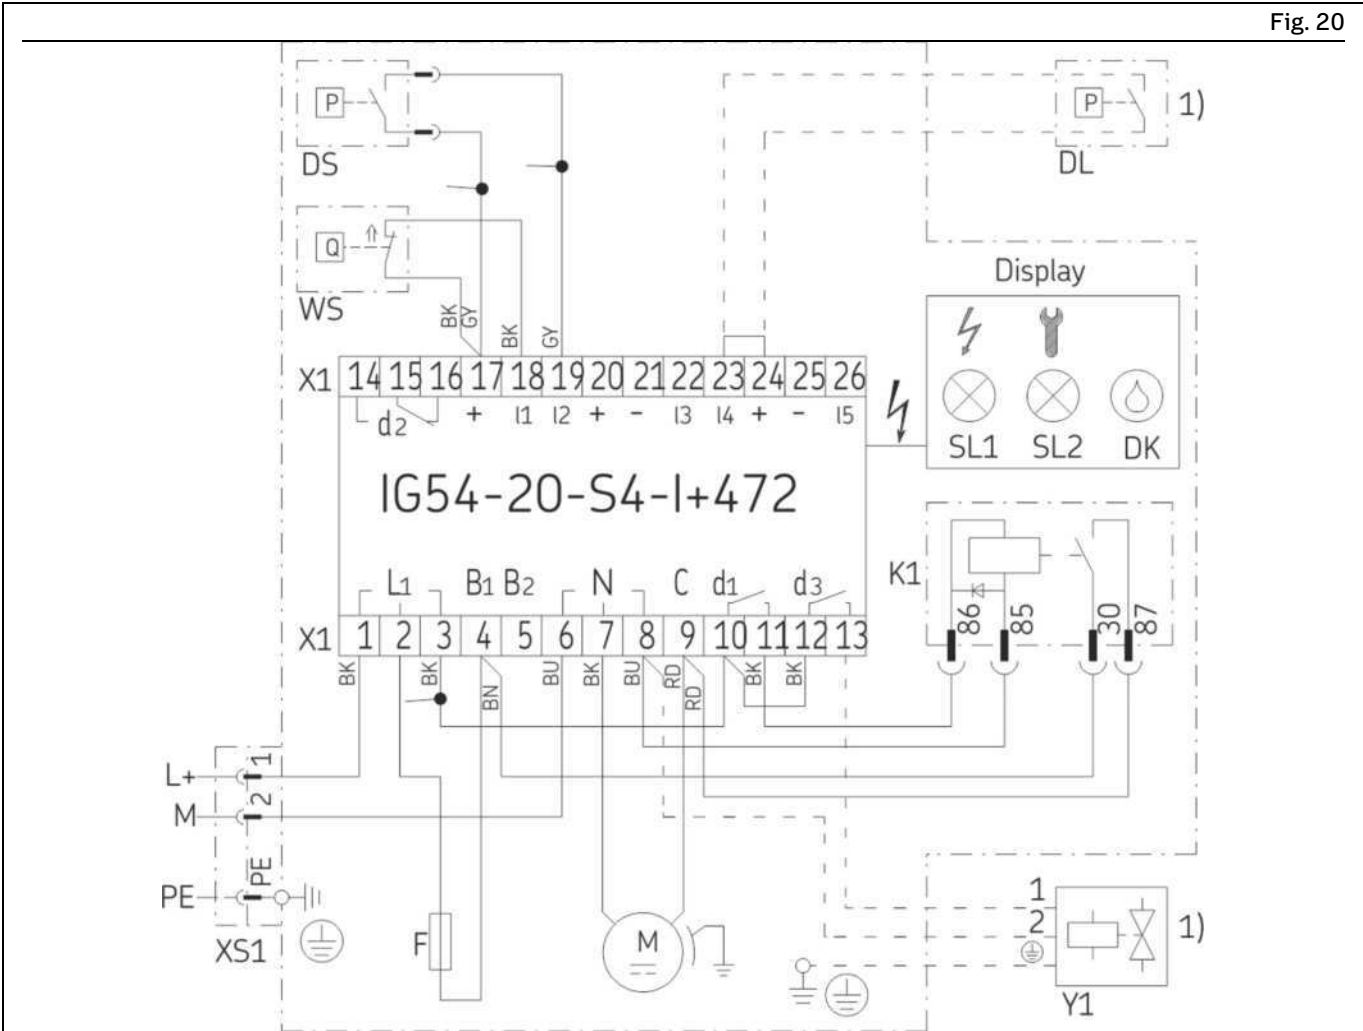 Fig. 20
P
DS
P
1)
DL
Q
WS
BK
GY
BK
GY
Display
SL1 SL2 DK
X1 14 15 16 17 18 19 20 21 22 23 24 25 26
d2 + I1 I2 + - I3 I4 + - I5
IG54-20-S4-I+472
K1
86 85 30 87
L1 B1 B2 N C d1 d3
X1 1 2 3 4 5 6 7 8 9 10 11 12 13
BK BK BN BU BK BU RD RD BK BK
L+ 1
M 2
PE PE
XS1
F
M
1
2
1)
Y1